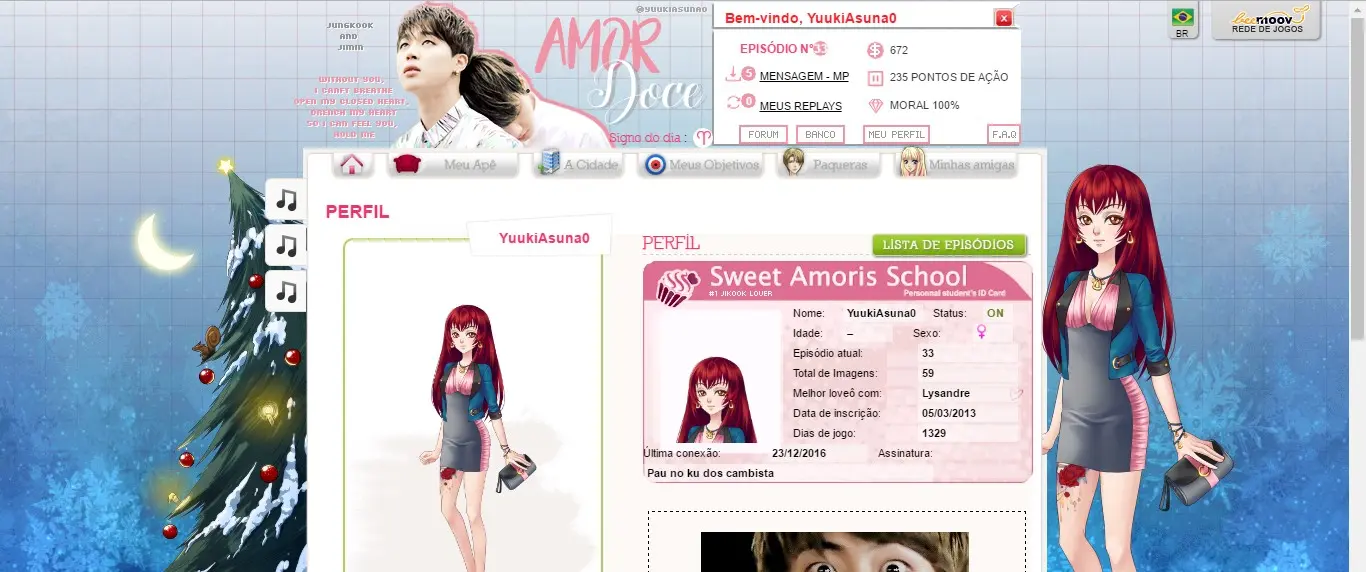 @YUUKIASUNA0
JUNGKOOK
AND
JIMIN
WITHOUT YOU,
I CAN'T BREATHE
OPEN MY CLOSED HEART,
DRENCH MY HEART
SO I CAN FEEL YOU,
HOLD ME
AMOR
Doce
Signo do dia :
Bem-vindo, YuukiAsuna0
x
EPISÓDIO N°33
672
5 MENSAGEM - MP
235 PONTOS DE AÇÃO
0 MEUS REPLAYS
MORAL 100%
FORUM
BANCO
MEU PERFIL
F.A.Q
BR
beemoov
REDE DE JOGOS
Meu Apê
A Cidade
Meus Objetivos
Paqueras
Minhas amigas
PERFIL
YuukiAsuna0
PERFIL
LISTA DE EPISÓDIOS
Sweet Amoris School
#1 JIKOOK LOVER
Personnal student's ID Card
Nome: YuukiAsuna0 Status: ON
Idade: – Sexo:
Episódio atual: 33
Total de Imagens: 59
Melhor loveô com: Lysandre
Data de inscrição: 05/03/2013
Dias de jogo: 1329
Última conexão: 23/12/2016 Assinatura:
Pau no ku dos cambista